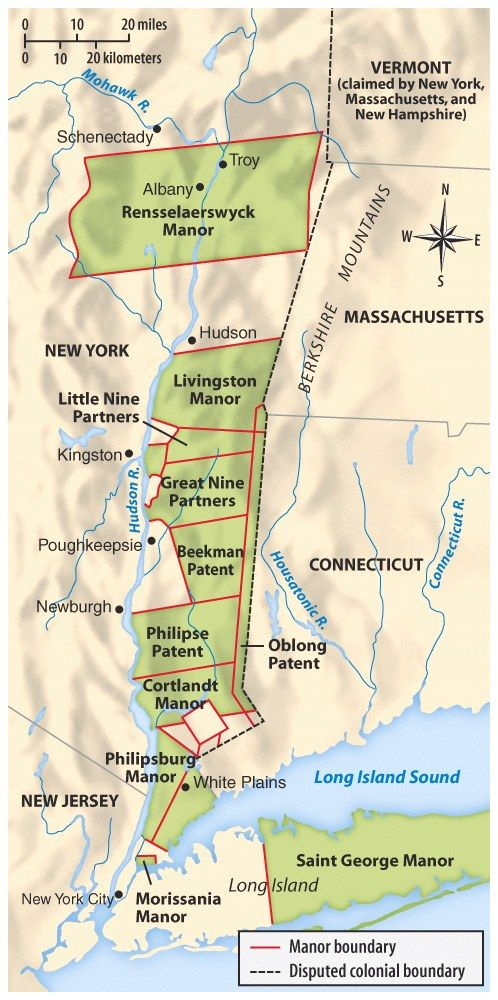 0 10 20 miles
0 10 20 kilometers
Mohawk R.
VERMONT
(claimed by New York,
Massachusetts, and
New Hampshire)
Schenectady
Troy
Albany
Rensselaerswyck
Manor
N
W E
S
BERKSHIRE MOUNTAINS
MASSACHUSETTS
Hudson
NEW YORK
Livingston
Manor
Little Nine
Partners
Kingston
Hudson R.
Great Nine
Partners
Poughkeepsie
Beekman
Patent
CONNECTICUT
Connecticut R.
Housatonic R.
Newburgh
Philipse
Patent
Oblong
Patent
Cortlandt
Manor
Philipsburg
Manor
White Plains
Long Island Sound
NEW JERSEY
Saint George Manor
Long Island
New York City
Morissania
Manor
Manor boundary
Disputed colonial boundary